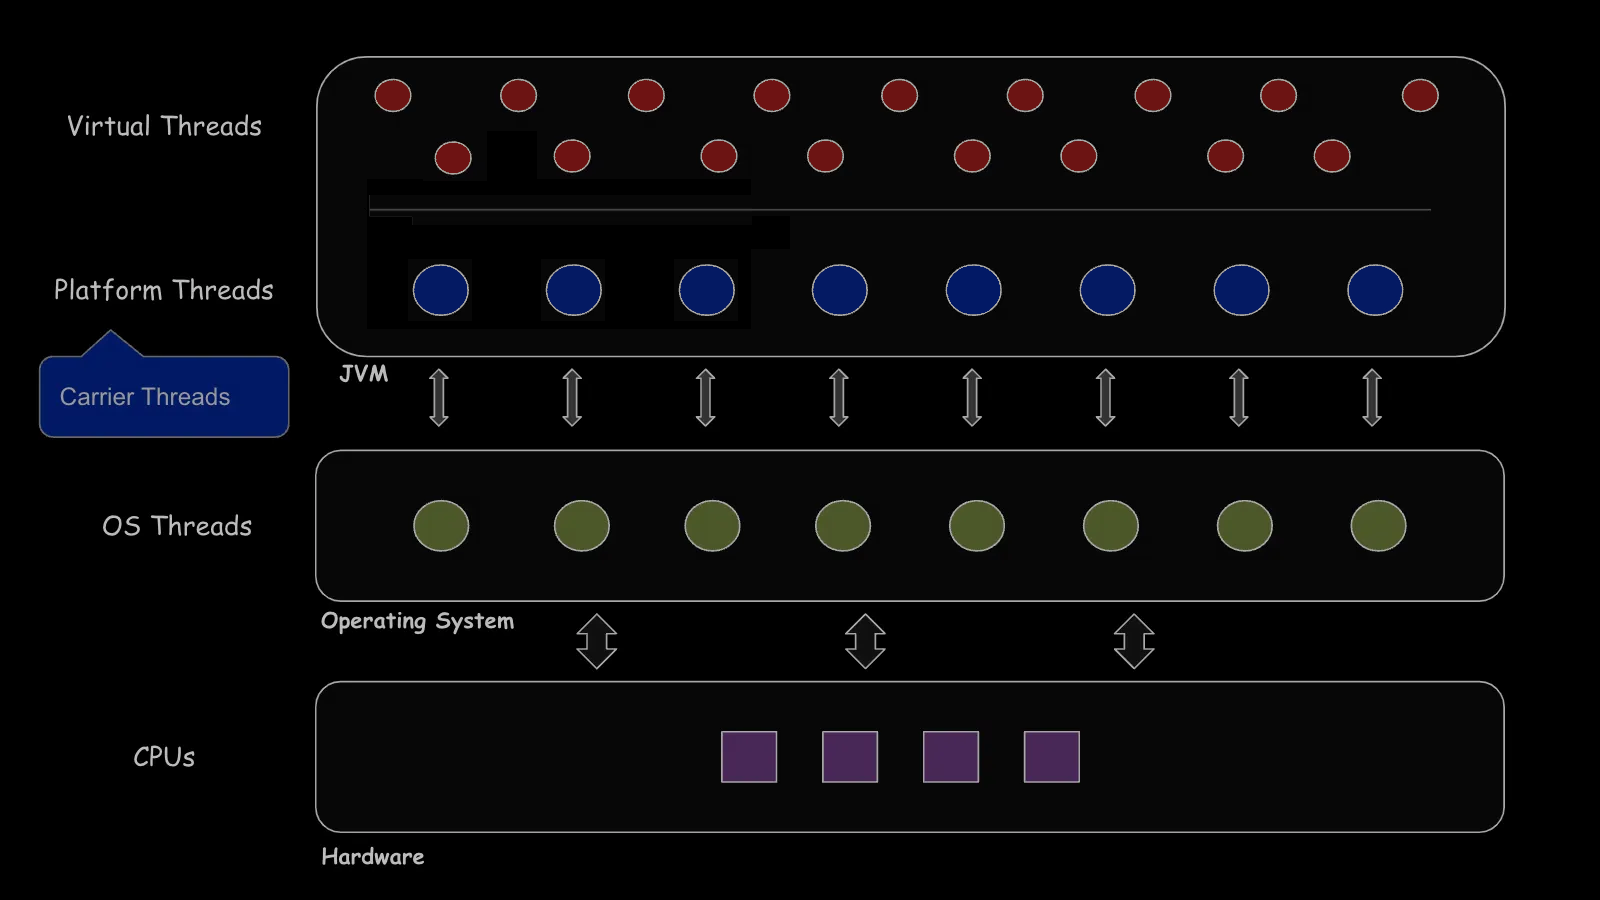 Virtual Threads
Platform Threads
Carrier Threads
JVM
OS Threads
Operating System
CPUs
Hardware